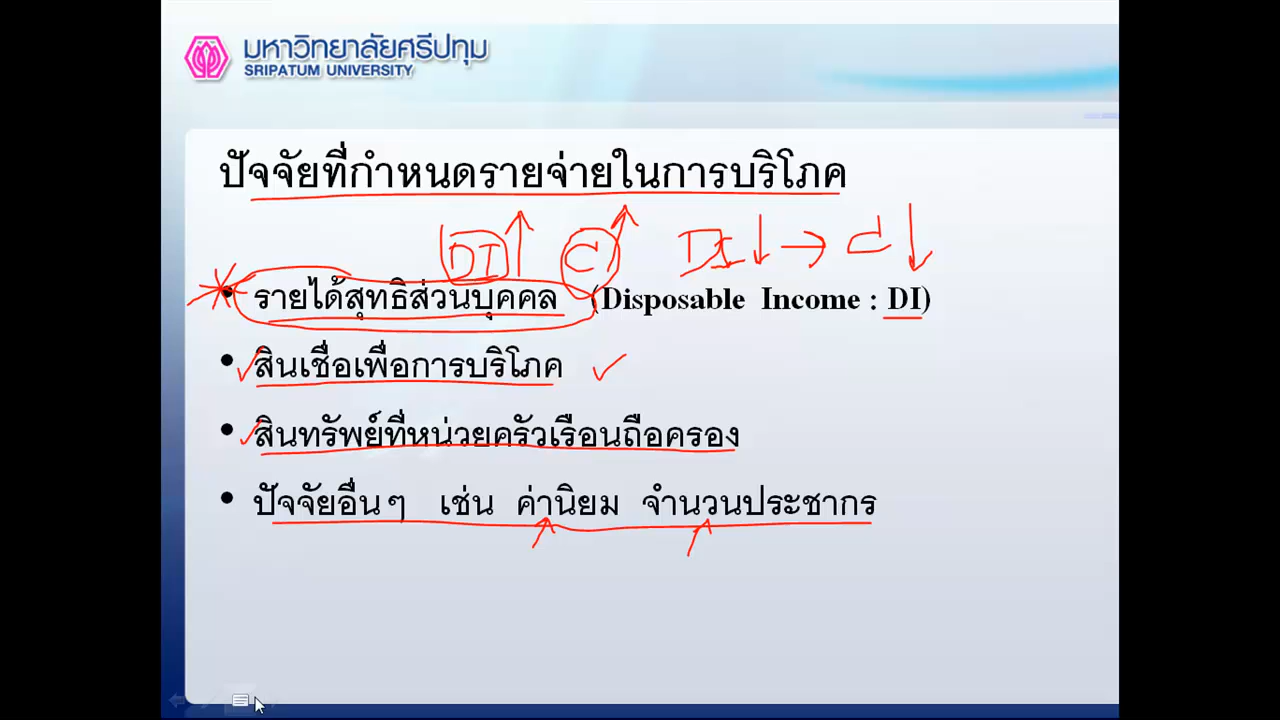 มหาวิทยาลัยศรีปทุม
SRIPATUM UNIVERSITY
ปัจจัยที่กำหนดรายจ่ายในการบริโภค
DI↑ C↑ DI↓ → C↓
• รายได้สุทธิส่วนบุคคล (Disposable Income : DI)
• สินเชื่อเพื่อการบริโภค
• สินทรัพย์ที่หน่วยครัวเรือนถือครอง
• ปัจจัยอื่นๆ เช่น ค่านิยม จำนวนประชากร